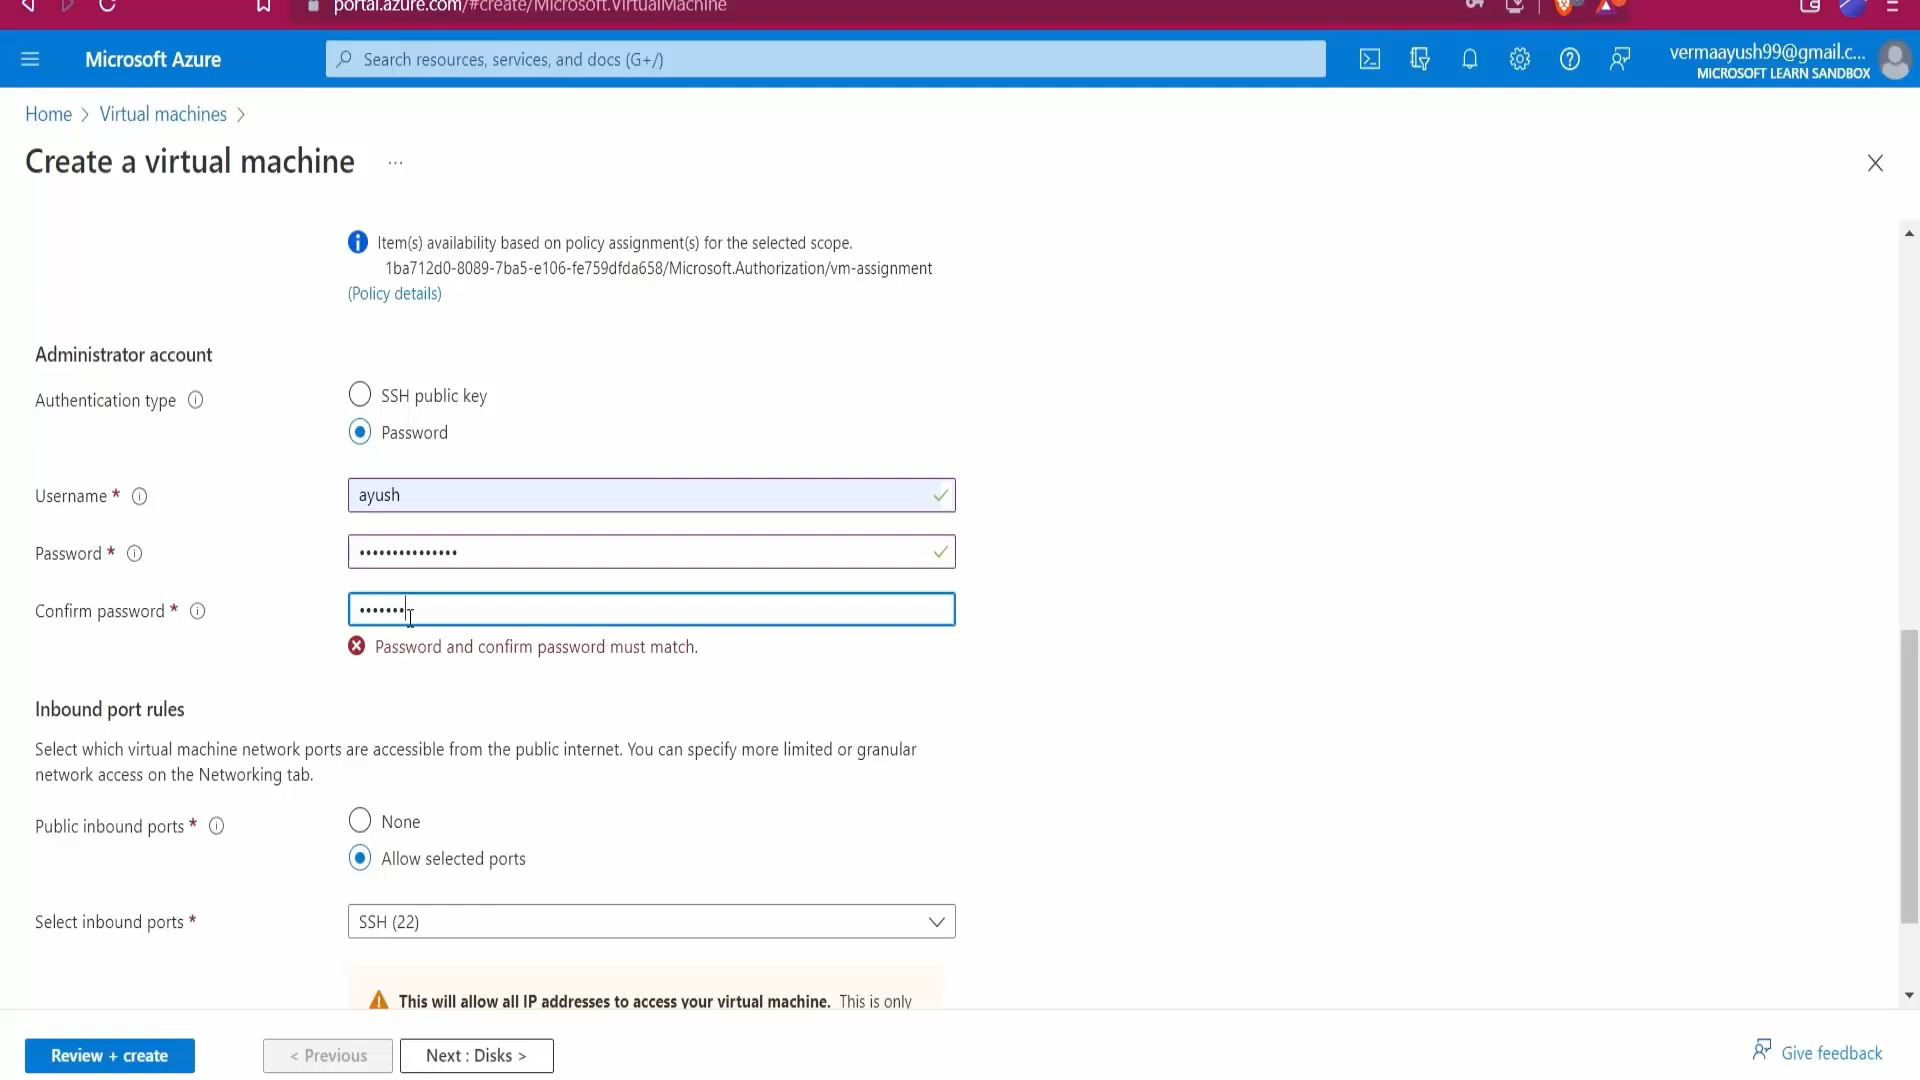 portal.azure.com/#create/Microsoft.VirtualMachine
Microsoft Azure
Search resources, services, and docs (G+/)
vermaayush99@gmail.c...
MICROSOFT LEARN SANDBOX
Home > Virtual machines >
Create a virtual machine ...
Item(s) availability based on policy assignment(s) for the selected scope.
1ba712d0-8089-7ba5-e106-fe759dfda658/Microsoft.Authorization/vm-assignment
(Policy details)
Administrator account
Authentication type
SSH public key
Password
Username *
ayush
Password *
•••••••••••••••
Confirm password *
•••••••
Password and confirm password must match.
Inbound port rules
Select which virtual machine network ports are accessible from the public internet. You can specify more limited or granular
network access on the Networking tab.
Public inbound ports *
None
Allow selected ports
Select inbound ports *
SSH (22)
This will allow all IP addresses to access your virtual machine. This is only
Review + create
< Previous
Next : Disks >
Give feedback